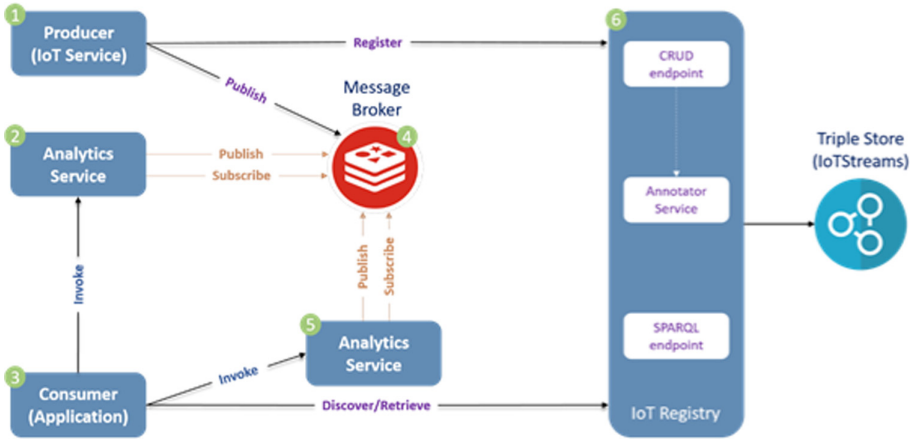 1
Producer
(IoT Service)
Register
Publish
6
CRUD
endpoint
Message
Broker
4
2
Analytics
Service
Publish
Subscribe
Annotator
Service
Triple Store
(IoTStreams)
Invoke
Publish
Subscribe
5
Analytics
Service
SPARQL
endpoint
3
Consumer
(Application)
Invoke
Discover/Retrieve
IoT Registry